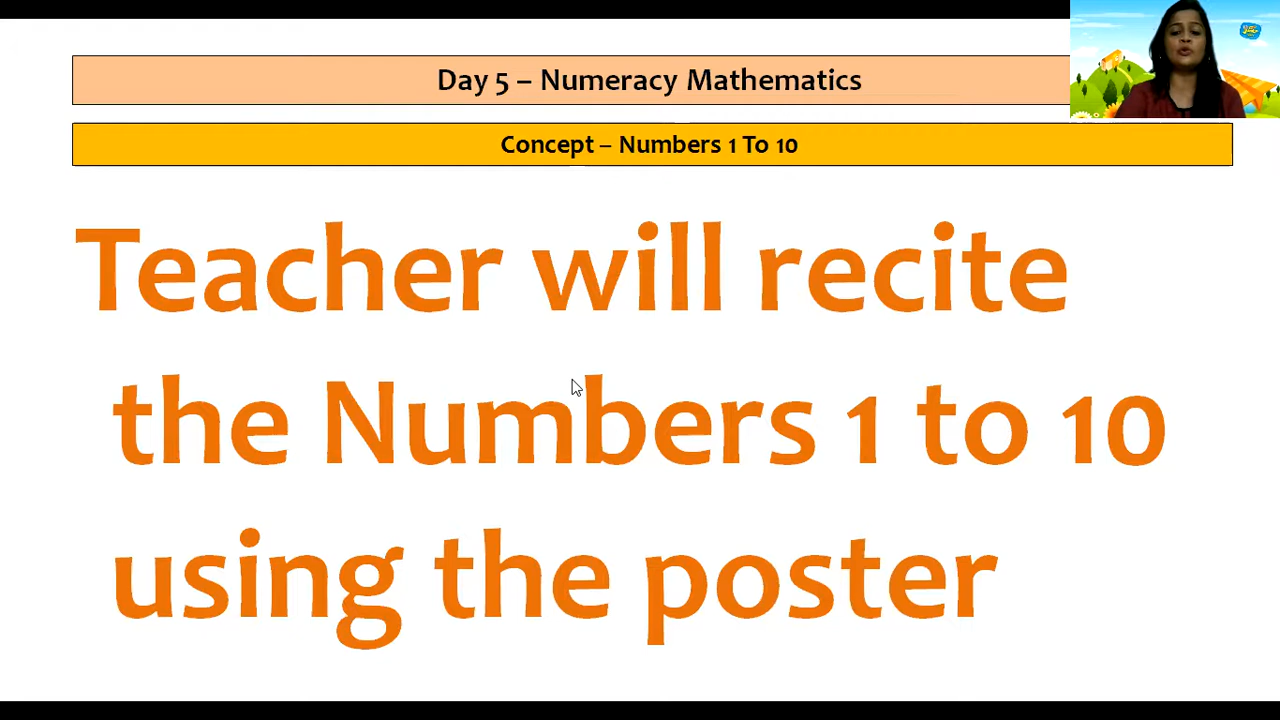 Day 5 – Numeracy Mathematics
Concept – Numbers 1 To 10
Teacher will recite
the Numbers 1 to 10
using the poster